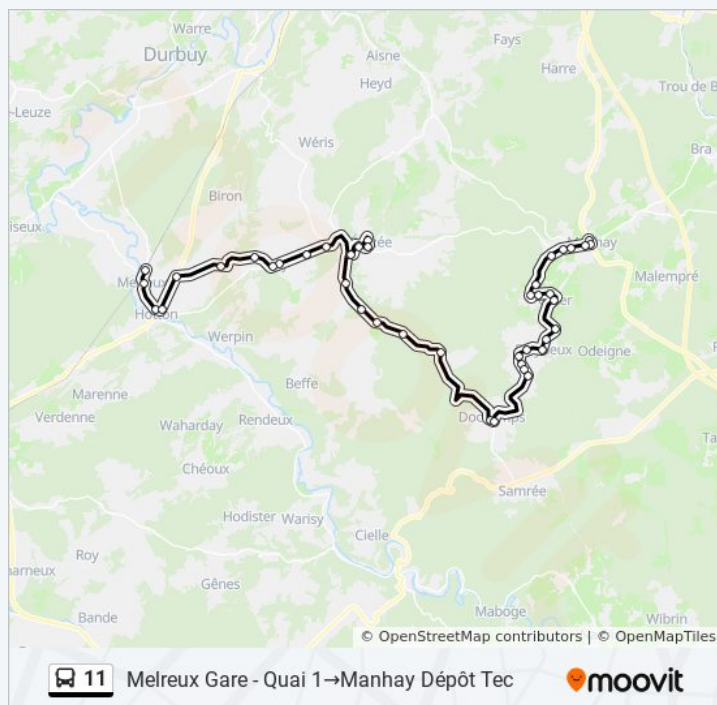 Warre
Durbuy
Aisne
Heyd
Fays
Harre
Trou de B
-Leuze
Wéris
Bra
Biron
iseux
Malempré
Werpin
Odeigne
Marenne
Beffe
Verdenne
Waharday
Rendeux
Ta
Chéoux
Samrée
Hodister
Warisy
Cielle
Roy
harneux
Gênes
Bande
Maboge
Wibrin
© OpenStreetMap contributors | © OpenMapTiles
11 Melreux Gare - Quai 1→Manhay Dépôt Tec moovit